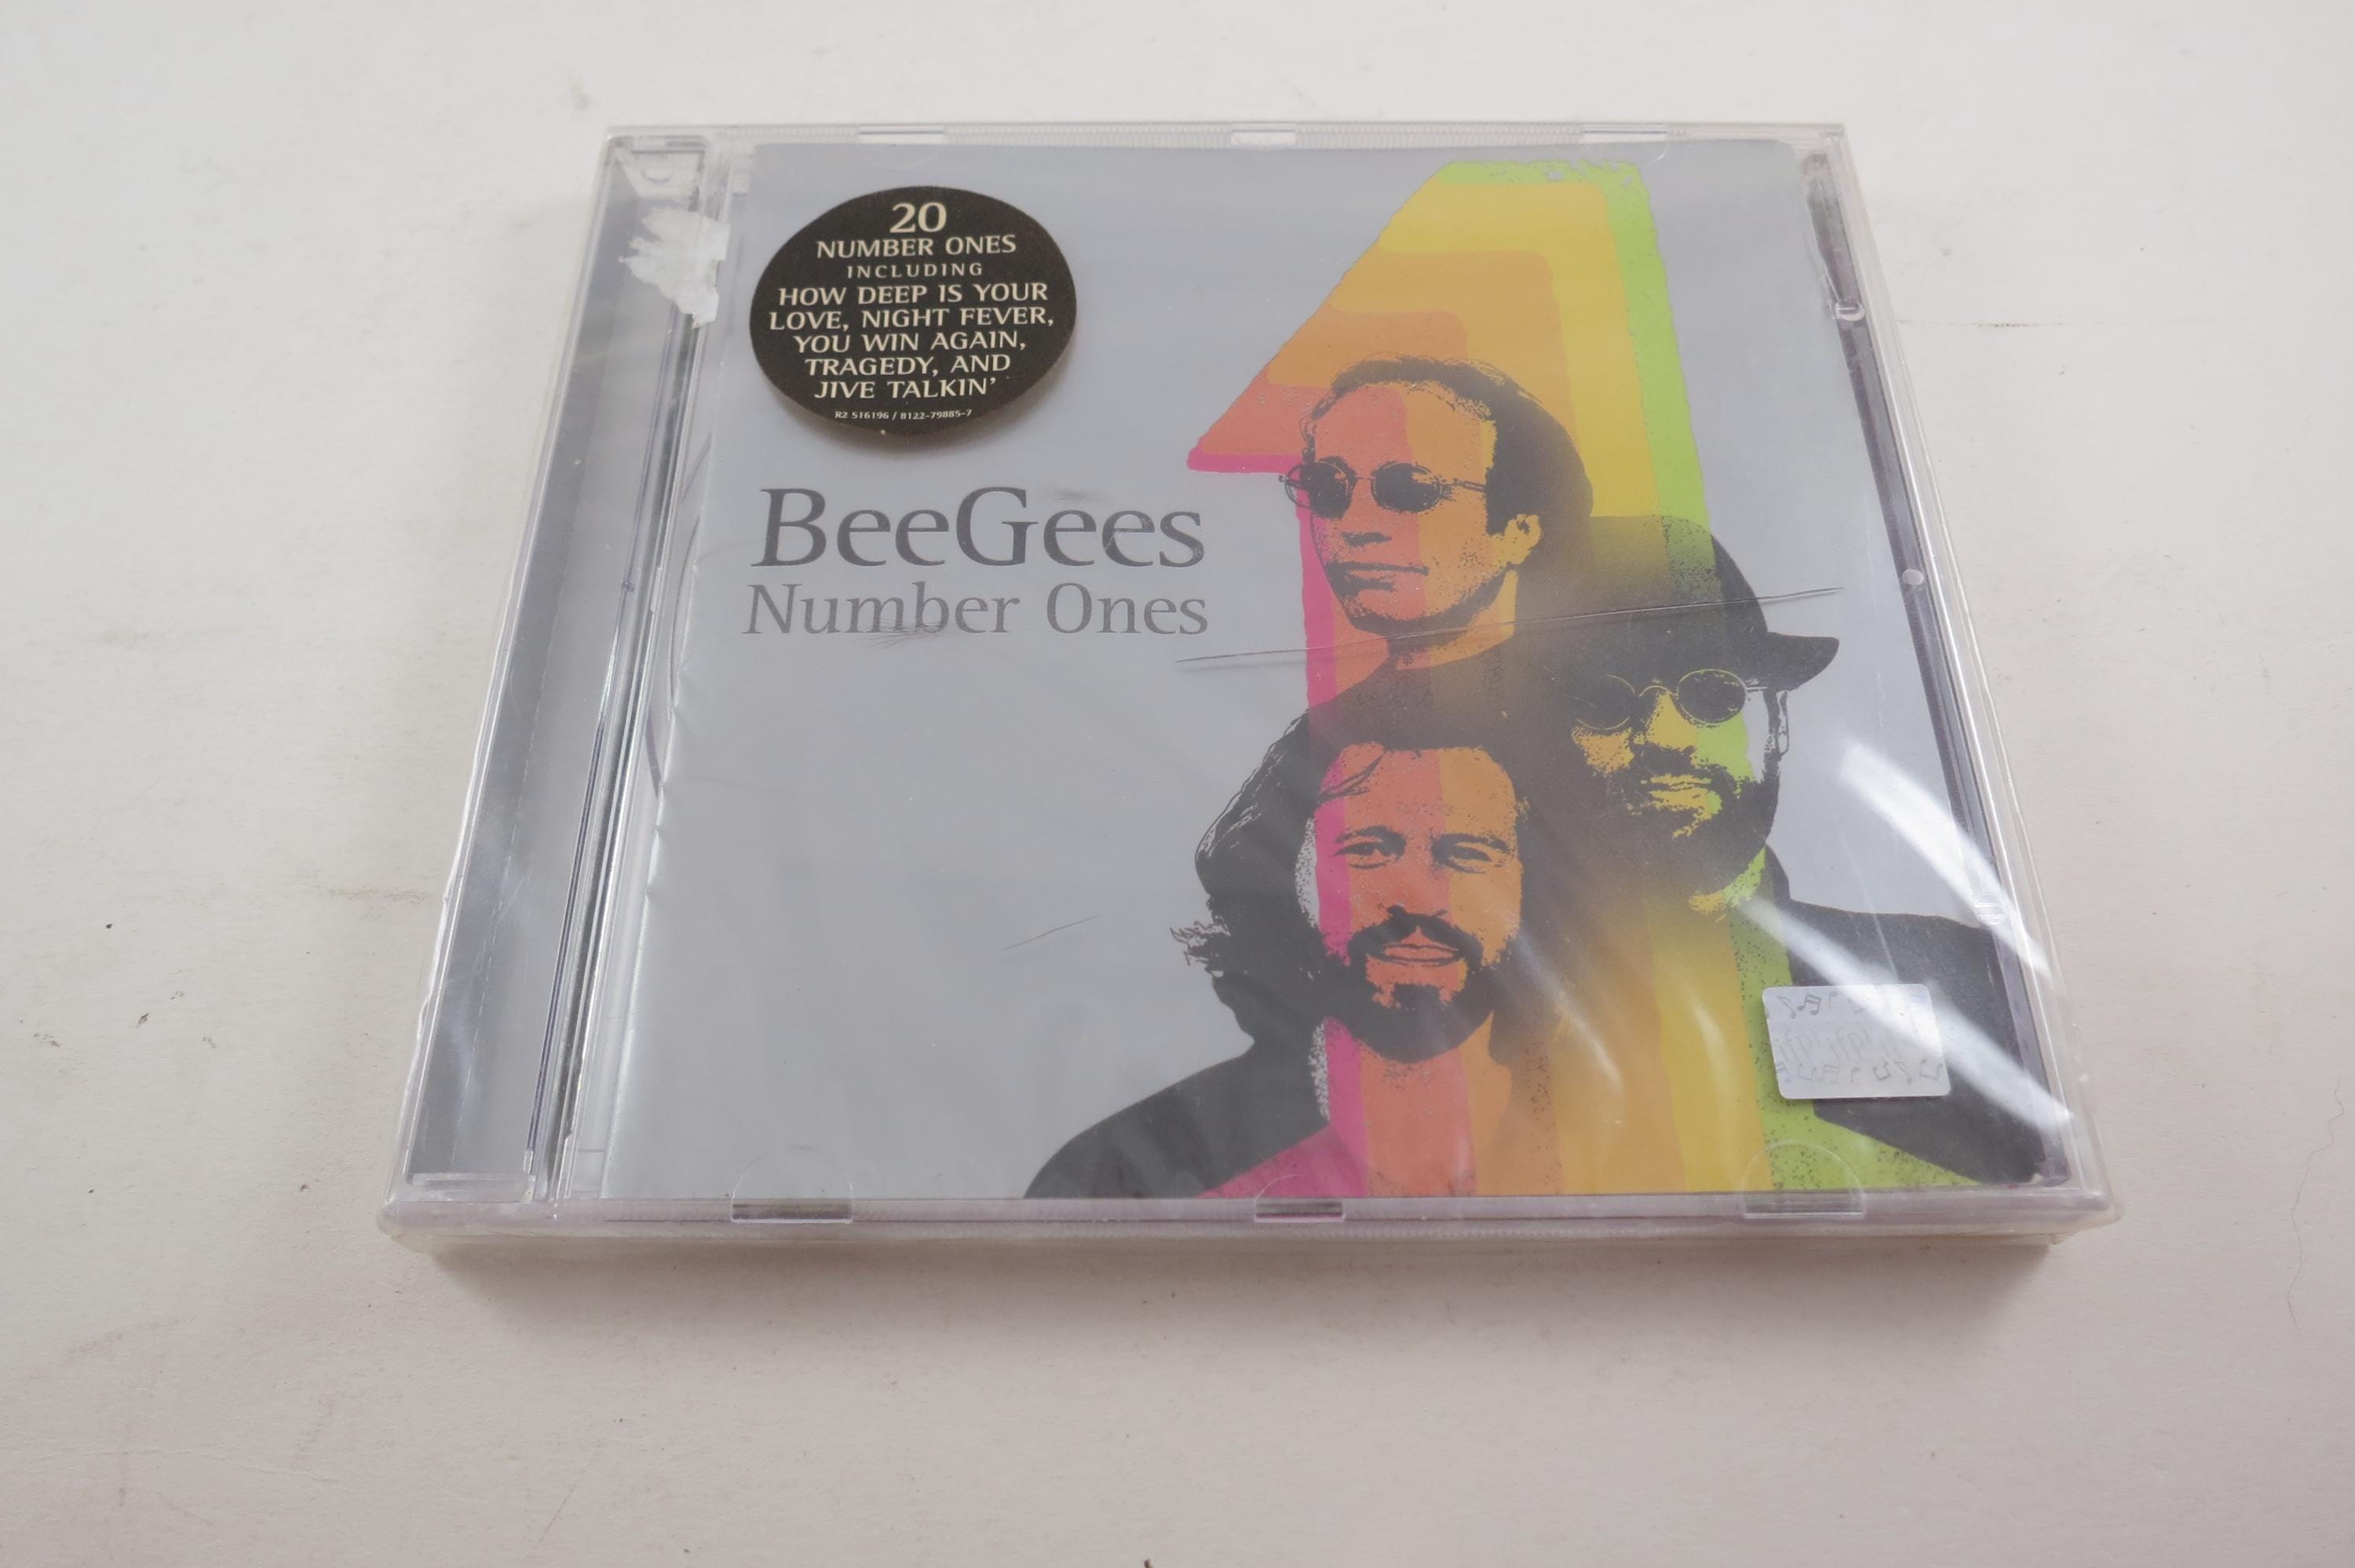 20
NUMBER ONES
INCLUDING
HOW DEEP IS YOUR
LOVE, NIGHT FEVER,
YOU WIN AGAIN,
TRAGEDY, AND
JIVE TALKIN'
R2 516196 / 8122-79885-7
BeeGees
Number Ones